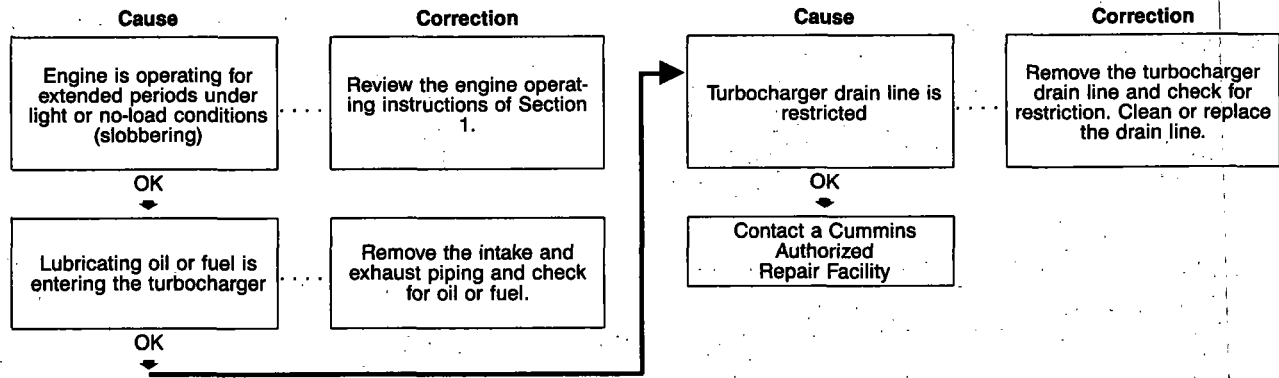 Cause
Correction
Engine is operating for
extended periods under
light or no-load conditions
(slobbering)
Review the engine operat-
ing instructions of Section
1.
OK
Lubricating oil or fuel is
entering the turbocharger
Remove the intake and
exhaust piping and check
for oil or fuel.
OK
Cause
Correction
Turbocharger drain line is
restricted
Remove the turbocharger
drain line and check for
restriction. Clean or replace
the drain line.
OK
Contact a Cummins
Authorized
Repair Facility